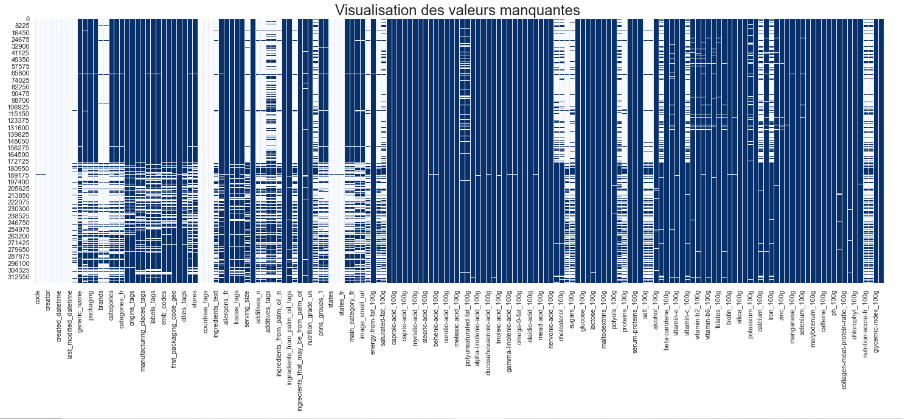 Visualisation des valeurs manquantes
0
8225
16450
24675
32900
41125
49350
57575
65800
74025
82250
90475
98700
106925
115150
123375
131600
139825
148050
156275
164500
172725
180950
189175
197400
205625
213850
222075
230300
238525
246750
254975
263200
271425
279650
287875
296100
304325
312550
code
creator
created_datetime
last_modified_datetime
generic_name
packaging
brands
categories
categories_fr
origins_tags
manufacturing_places_tags
labels_tags
emb_codes
first_packaging_code_geo
cities_tags
stores
countries_tags
ingredients_text
allergens_fr
traces_tags
serving_size
additives_n
additives_tags
ingredients_from_palm_oil_n
ingredients_from_palm_oil_tags
ingredients_that_may_be_from_palm_oil
nutrition_grade_uk
pnns_groups_1
states
states_fr
main_category_fr
image_small_url
energy_100g
energy-from-fat_100g
saturated-fat_100g
caproic-acid_100g
capric-acid_100g
myristic-acid_100g
stearic-acid_100g
behenic-acid_100g
cerotic-acid_100g
melissic-acid_100g
polyunsaturated-fat_100g
alpha-linolenic-acid_100g
docosahexaenoic-acid_100g
linoleic-acid_100g
gamma-linolenic-acid_100g
omega-9-fat_100g
elaidic-acid_100g
mead-acid_100g
nervonic-acid_100g
cholesterol_100g
sugars_100g
glucose_100g
lactose_100g
maltodextrins_100g
polyols_100g
proteins_100g
serum-proteins_100g
salt_100g
alcohol_100g
beta-carotene_100g
vitamin-e_100g
vitamin-c_100g
vitamin-b2_100g
vitamin-b6_100g
folates_100g
biotin_100g
silica_100g
potassium_100g
calcium_100g
iron_100g
zinc_100g
manganese_100g
selenium_100g
molybdenum_100g
caffeine_100g
ph_100g
collagen-meat-protein-ratio_100g
chlorophyl_100g
nutrition-score-fr_100g
glycemic-index_100g